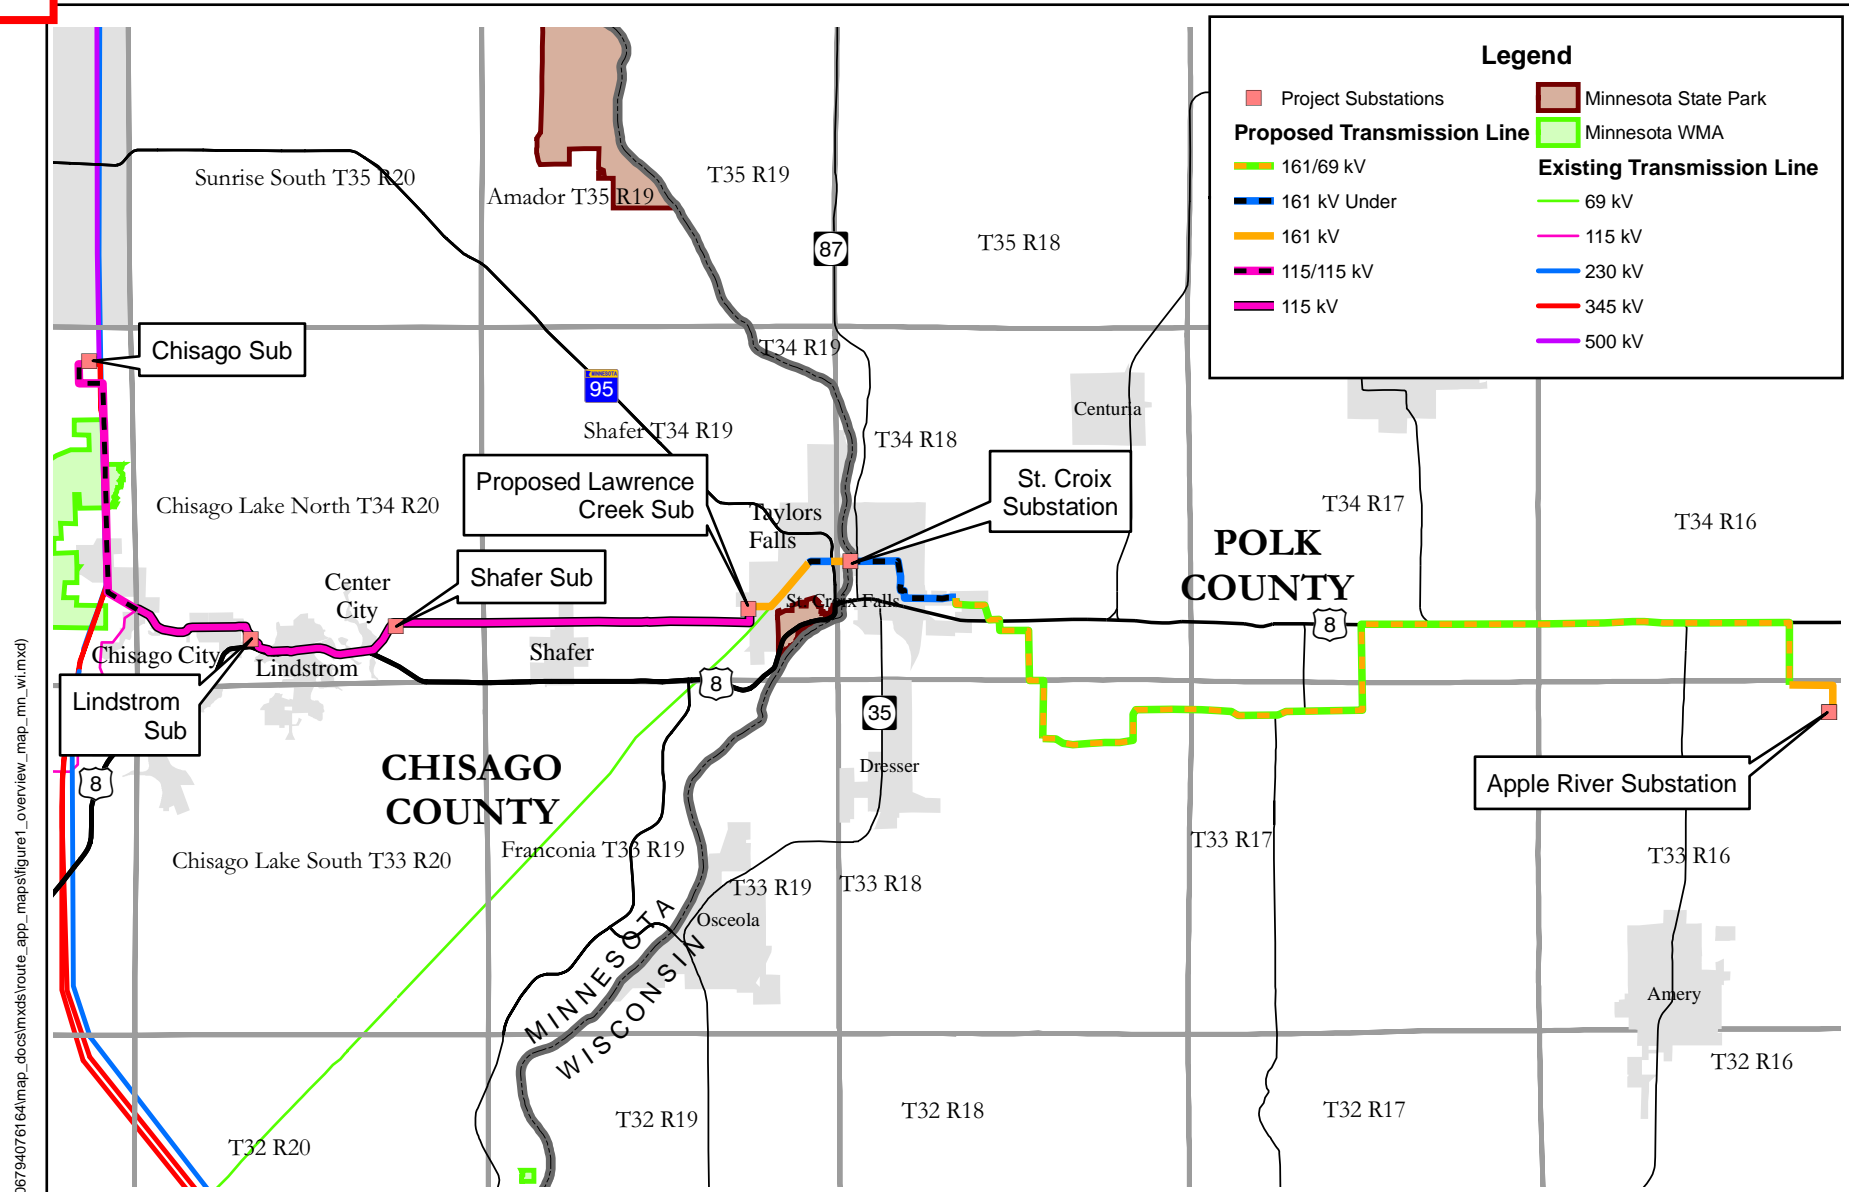 Legend
Project Substations
Proposed Transmission Line
161/69 kV
161 kV Under
161 kV
115/115 kV
115 kV
Minnesota State Park
Minnesota WMA
Existing Transmission Line
69 kV
115 kV
230 kV
345 kV
500 kV
Sunrise South T35 R20
Amador T35 R19
T35 R19
T35 R18
87
Chisago Sub
MINNESOTA
95
T34 R19
Centuria
Shafer T34 R19
T34 R18
Proposed Lawrence
Creek Sub
St. Croix
Substation
Chisago Lake North T34 R20
Taylors
Falls
T34 R17
T34 R16
POLK
COUNTY
Shafer Sub
Center
City
St. Croix Falls
8
Chisago City
Lindstrom
Shafer
8
Lindstrom
Sub
35
8
CHISAGO
COUNTY
Dresser
Apple River Substation
Chisago Lake South T33 R20
Franconia T33 R19
T33 R19
T33 R18
T33 R17
T33 R16
Osceola
MINNESOTA
WISCONSIN
Amery
T32 R20
T32 R19
T32 R18
T32 R17
T32 R16
06794076164\map_docs\mxds\route_app_maps\figure1_overview_map_mn_wi.mxd)